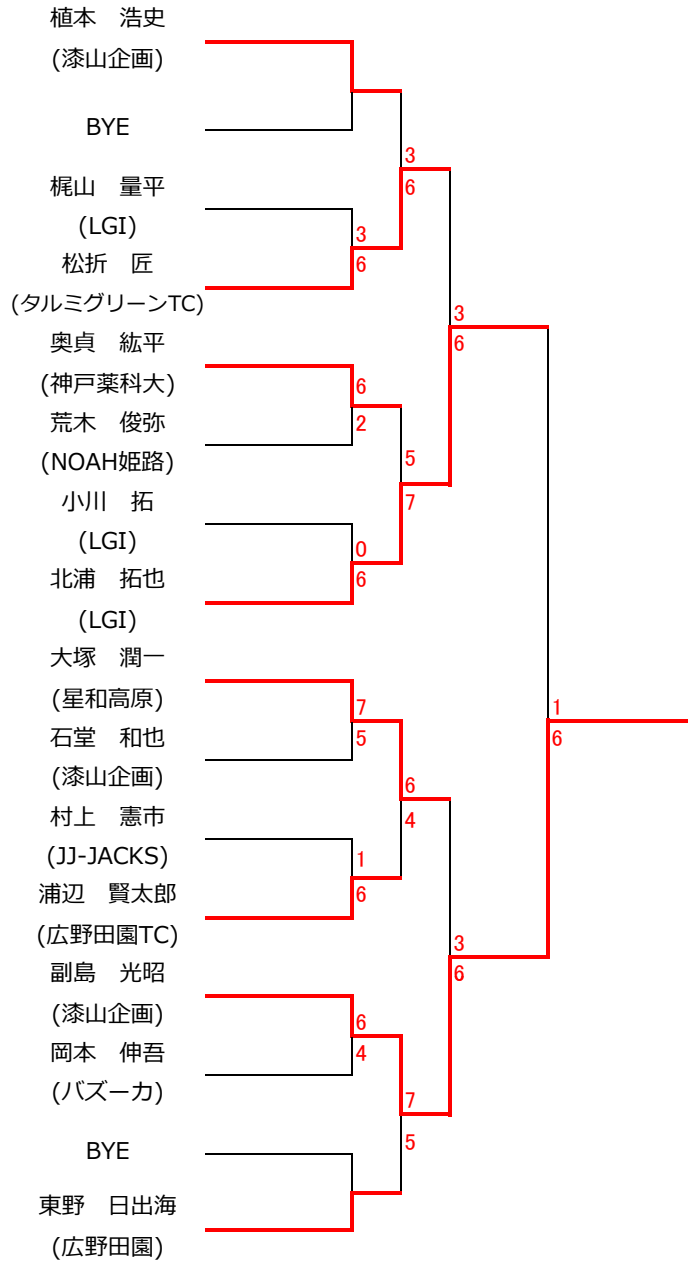 植本　浩史
(漆山企画)
BYE
3
梶山　量平
6
(LGI)
3
松折　匠
6
(タルミグリーンTC)
3
奥貞　紘平
6
(神戸薬科大)
6
荒木　俊弥
2
(NOAH姫路)
5
小川　拓
7
(LGI)
0
北浦　拓也
6
(LGI)
大塚　潤一
(星和高原)
7
1
石堂　和也
5
6
(漆山企画)
6
村上　憲市
4
(JJ-JACKS)
1
浦辺　賢太郎
6
(広野田園TC)
3
副島　光昭
6
(漆山企画)
6
岡本　伸吾
4
(バズーカ)
7
BYE
5
東野　日出海
(広野田園)